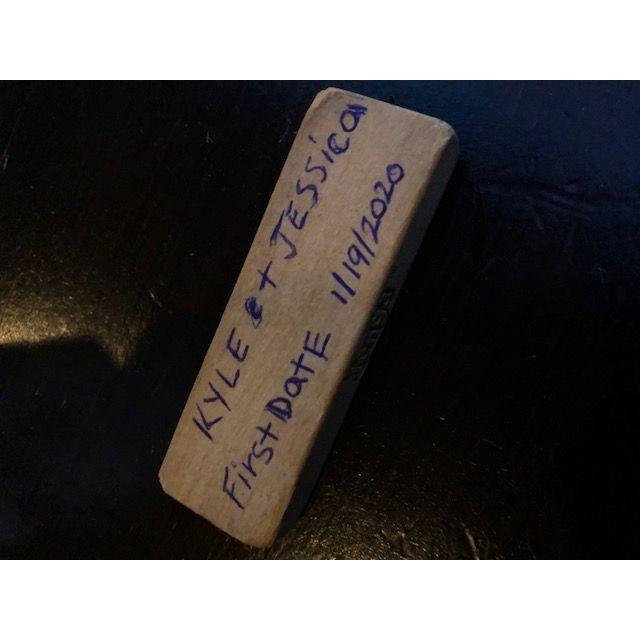 KYLE & JESSica
First DatE 1/19/2020